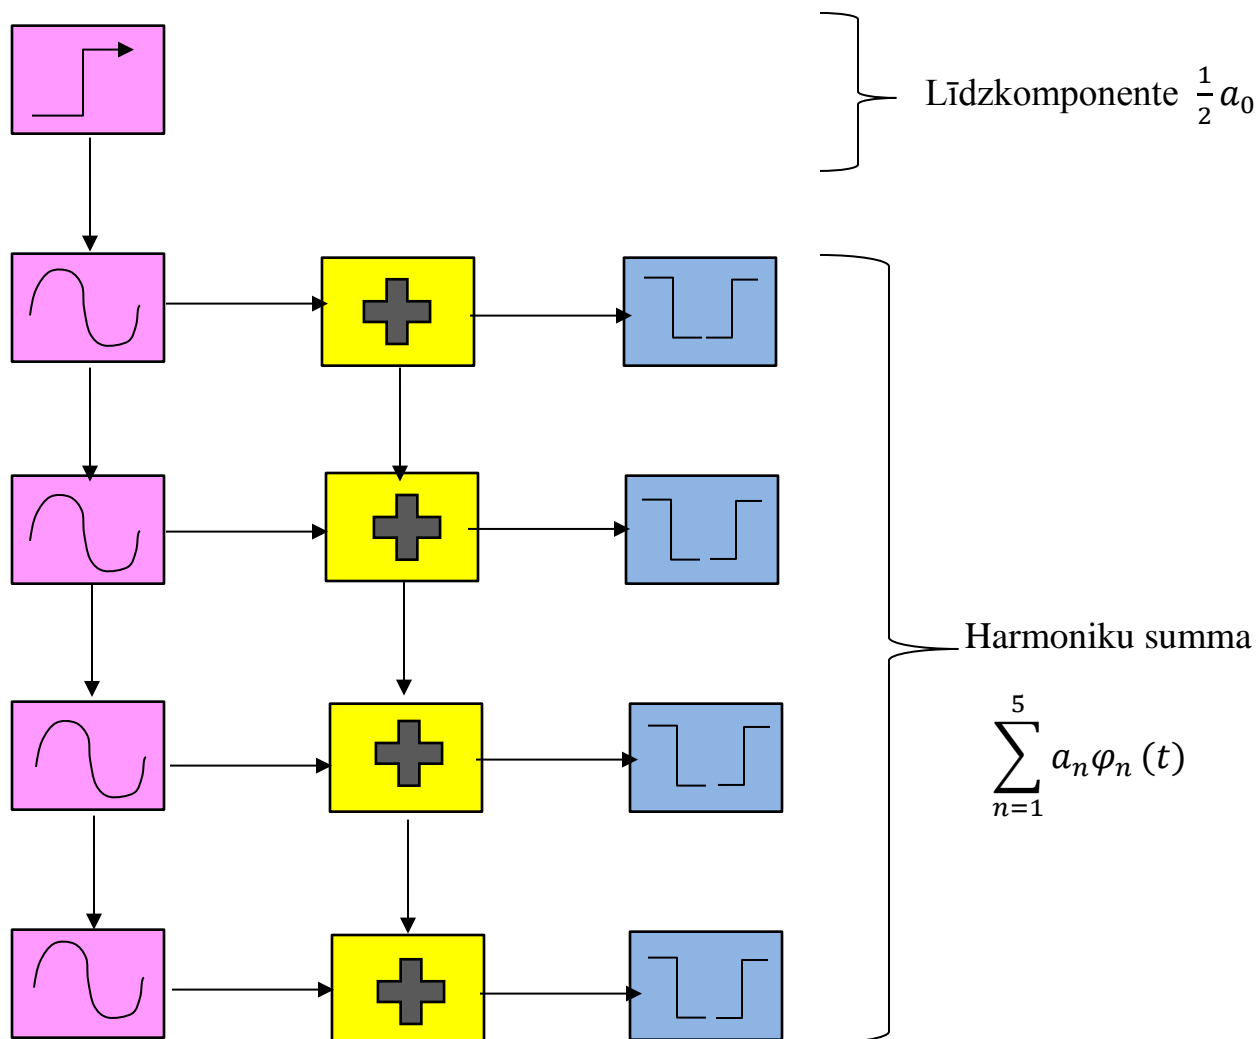 Līdzkomponente ½ a₀
Harmoniku summa
5
∑ aₙφₙ (t)
n=1